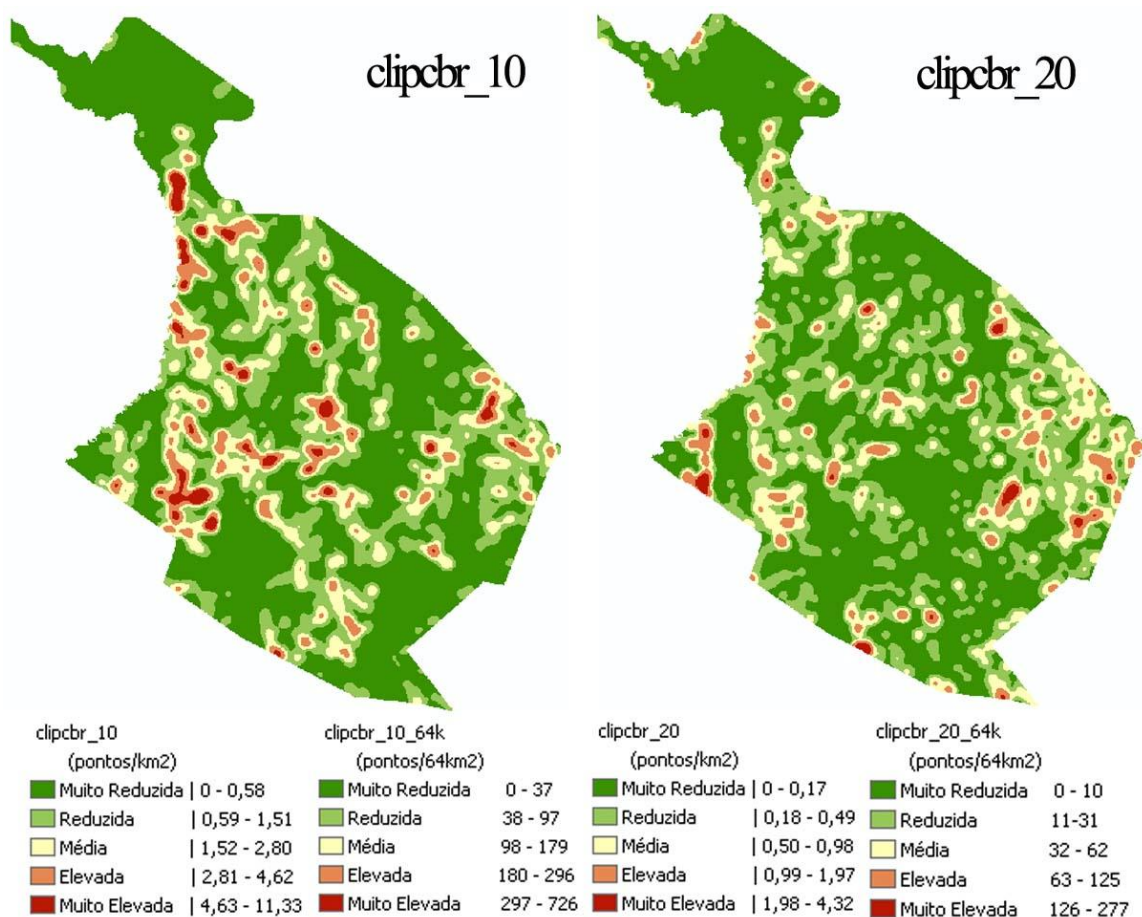 clipcbr_10
clipcbr_20
clipcbr_10
(pontos/km2)
Muito Reduzida | 0 - 0,58
Reduzida | 0,59 - 1,51
Média | 1,52 - 2,80
Elevada | 2,81 - 4,62
Muito Elevada | 4,63 - 11,33
clipcbr_10_64k
(pontos/64km2)
Muito Reduzida 0 - 37
Reduzida 38 - 97
Média 98 - 179
Elevada 180 - 296
Muito Elevada 297 - 726
clipcbr_20
(pontos/km2)
Muito Reduzida | 0 - 0,17
Reduzida | 0,18 - 0,49
Média | 0,50 - 0,98
Elevada | 0,99 - 1,97
Muito Elevada | 1,98 - 4,32
clipcbr_20_64k
(pontos/64km2)
Muito Reduzida 0 - 10
Reduzida 11-31
Média 32 - 62
Elevada 63 - 125
Muito Elevada 126 - 277